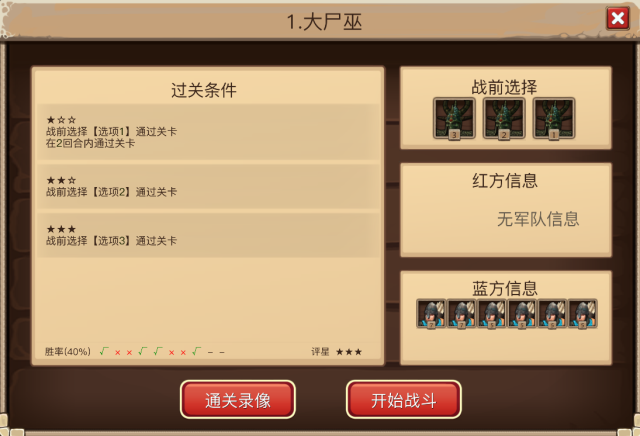 1.大尸巫
过关条件
★☆☆
战前选择【选项1】通过关卡
在2回合内通过关卡
★★☆
战前选择【选项2】通过关卡
★★★
战前选择【选项3】通过关卡
胜率(40%) √ × × √ √ × × √ - -
评星 ★★★
战前选择
3 2 1
红方信息
无军队信息
蓝方信息
通关录像
开始战斗